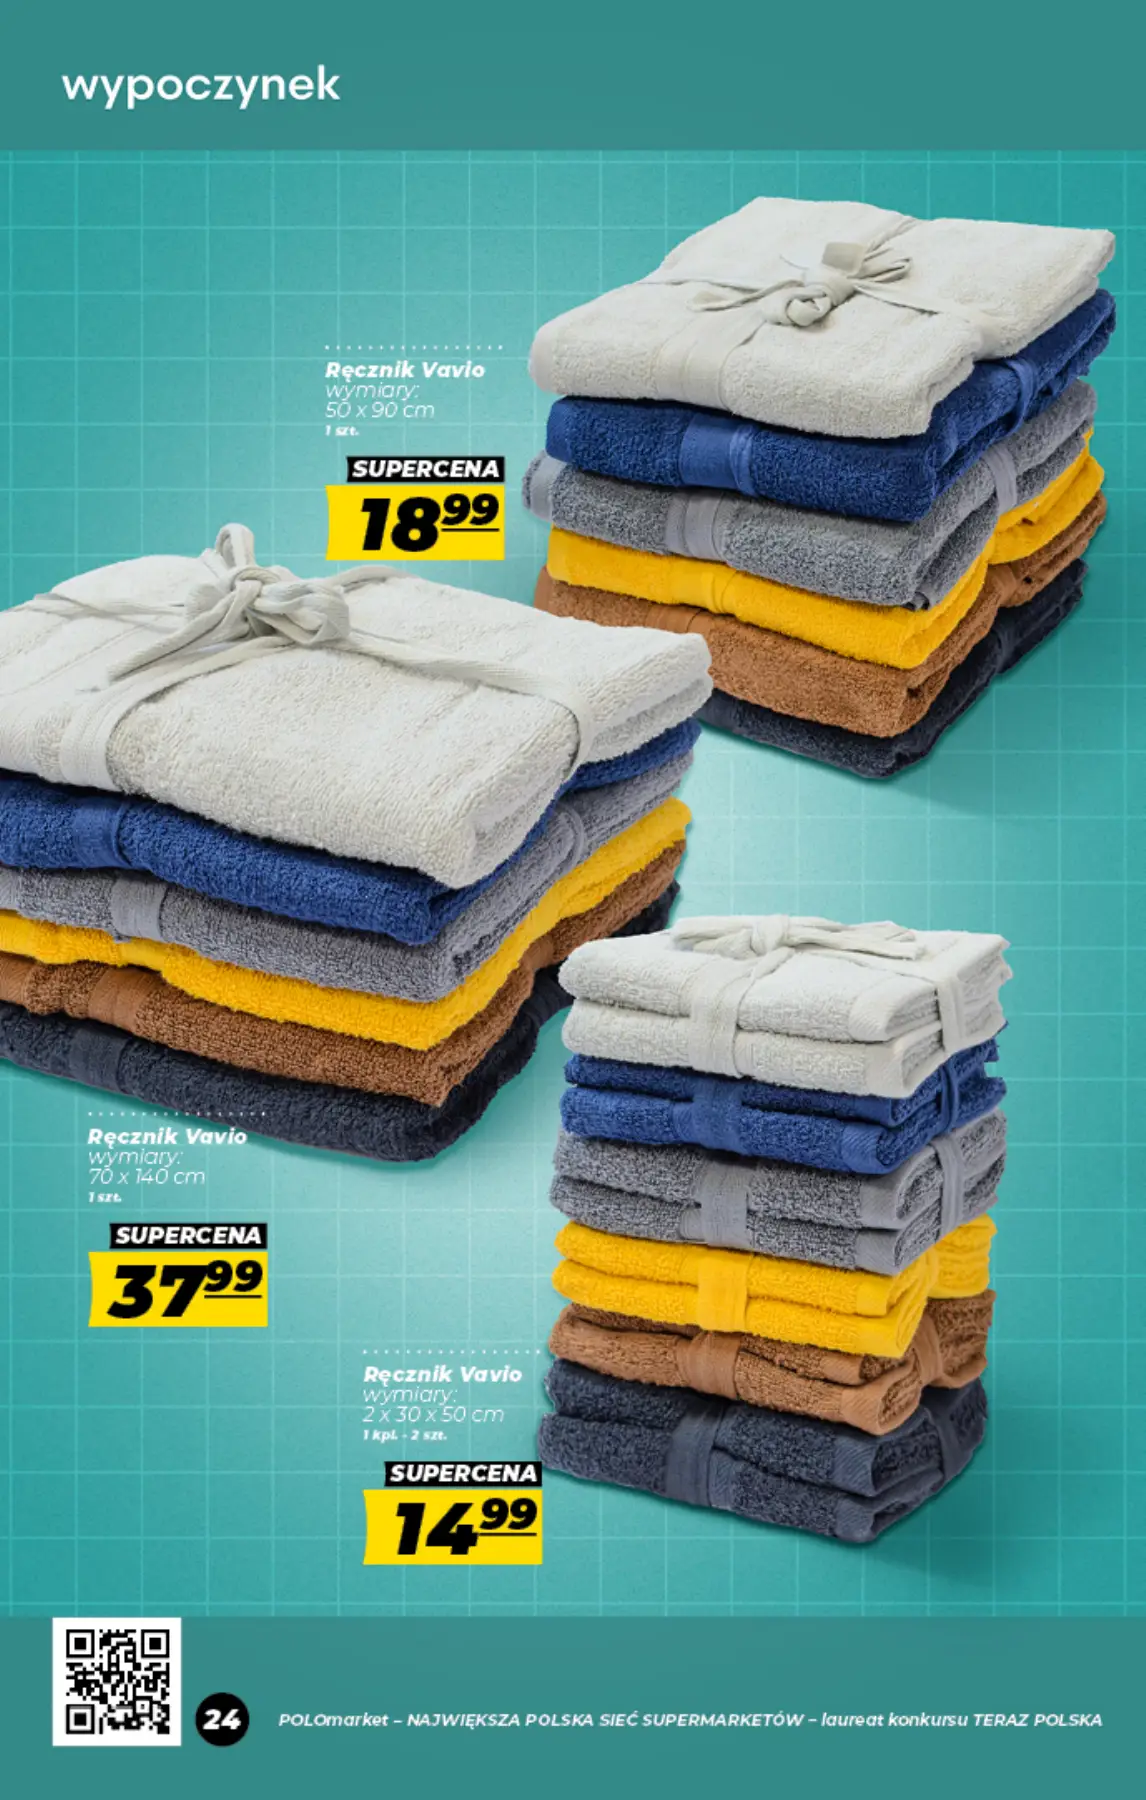 wypoczynek
Ręcznik Vavio
wymiary:
50 x 90 cm
1 szt.
SUPERCENA
18 99
Ręcznik Vavio
wymiary:
70 x 140 cm
1 szt.
SUPERCENA
37 99
Ręcznik Vavio
wymiary:
2 x 30 x 50 cm
1 kpl. - 2 szt.
SUPERCENA
14 99
24
POLOmarket – NAJWIĘKSZA POLSKA SIEĆ SUPERMARKETÓW – laureat konkursu TERAZ POLSKA